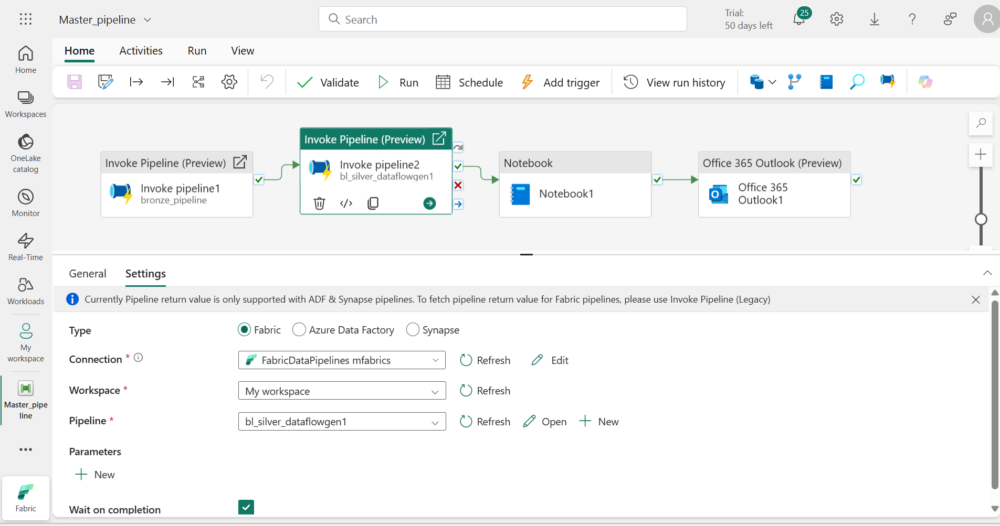 Master_pipeline
Search
Trial:
50 days left
25
Home
Activities
Run
View
Validate
Run
Schedule
Add trigger
View run history
Home
Workspaces
OneLake
catalog
Monitor
Real-Time
Workloads
My
workspace
Master_pipe
line
Fabric
Invoke Pipeline (Preview)
Invoke pipeline1
bronze_pipeline
Invoke Pipeline (Preview)
Invoke pipeline2
bl_silver_dataflowgen1
Notebook
Notebook1
Office 365 Outlook (Preview)
Office 365
Outlook1
General
Settings
Currently Pipeline return value is only supported with ADF & Synapse pipelines. To fetch pipeline return value for Fabric pipelines, please use Invoke Pipeline (Legacy)
Type
Fabric
Azure Data Factory
Synapse
Connection *
FabricDataPipelines mfabrics
Refresh
Edit
Workspace *
My workspace
Refresh
Pipeline *
bl_silver_dataflowgen1
Refresh
Open
New
Parameters
New
Wait on completion